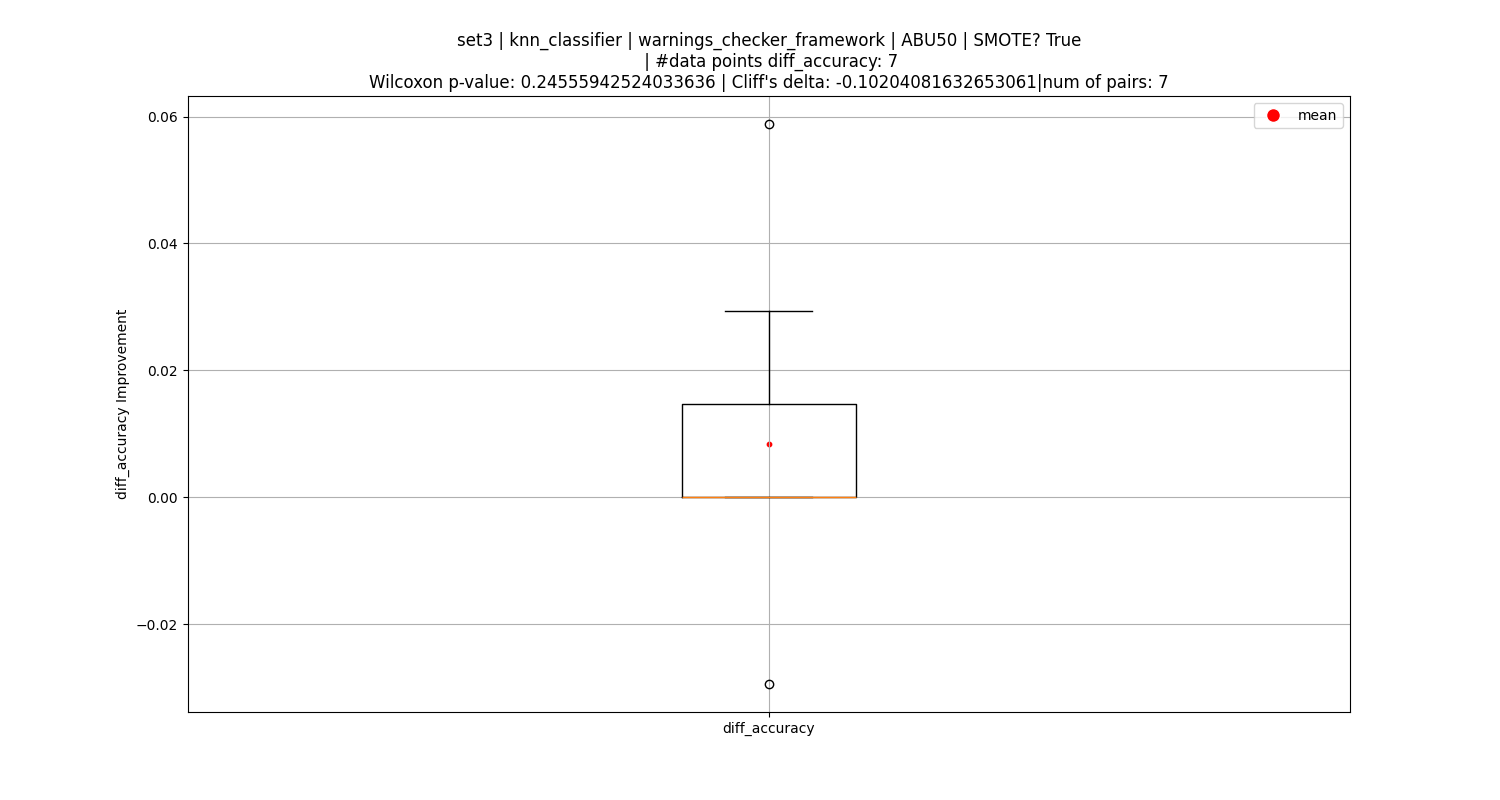 set3 | knn_classifier | warnings_checker_framework | ABU50 | SMOTE? True
| #data points diff_accuracy: 7
Wilcoxon p-value: 0.24555942524033636 | Cliff's delta: -0.10204081632653061|num of pairs: 7
mean
0.06
0.04
0.02
0.00
−0.02
diff_accuracy Improvement
diff_accuracy